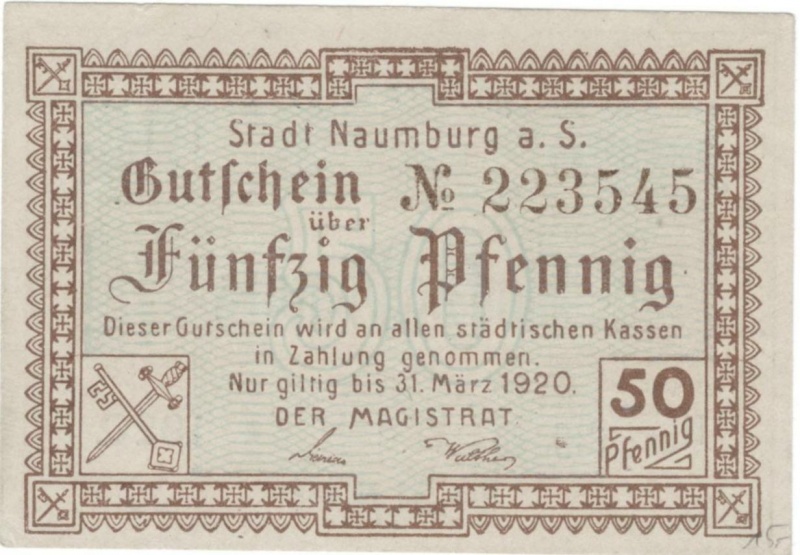 Stadt Naumburg a. S.
Gutschein № 223545
über
Fünfzig Pfennig
Dieser Gutschein wird an allen städtischen Kassen
in Zahlung genommen.
Nur giltig bis 31. März 1920.
DER MAGISTRAT
50
Pfennig